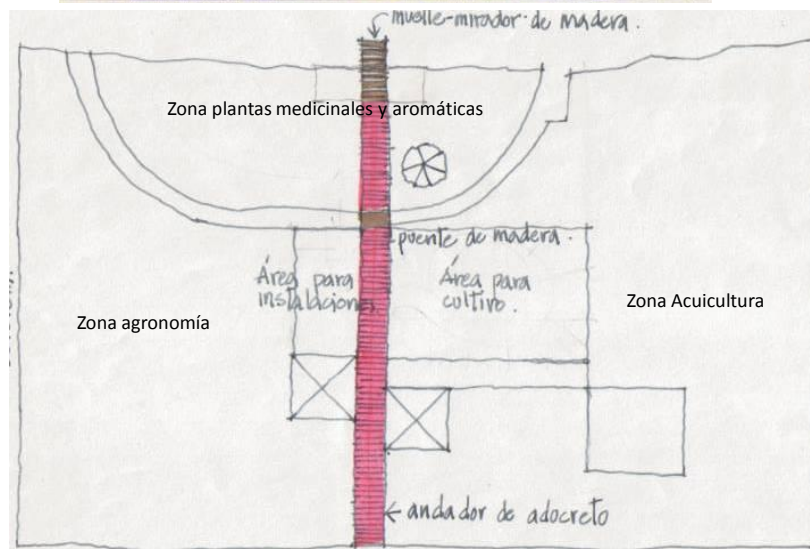 muelle-mirador de madera.
Zona plantas medicinales y aromáticas
puente de madera.
Área para
instalaciones
Área para
cultivo.
Zona agronomía
Zona Acuicultura
andador de adocreto